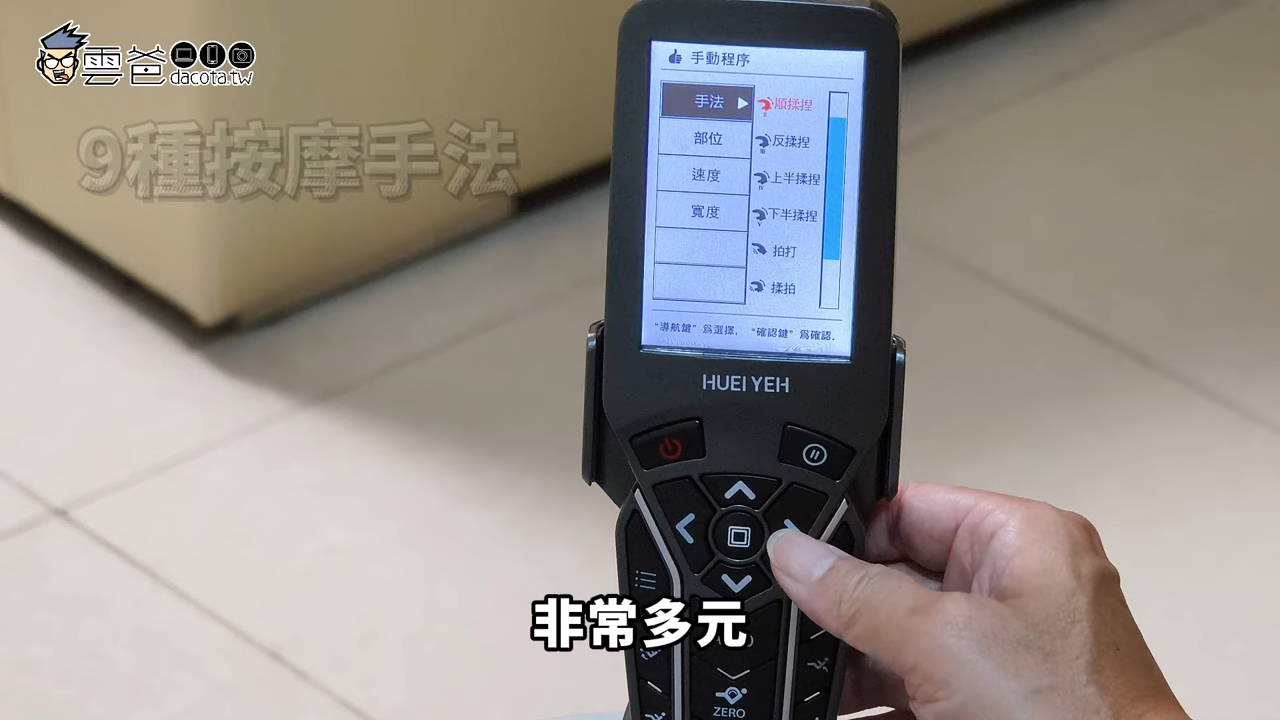 雲爸
dacota.tw
9種按摩手法
手動程序
手法
部位
速度
寬度
順揉捏
反揉捏
上半揉捏
下半揉捏
拍打
揉拍
“導航鍵”爲選擇，“確認鍵”爲確認.
HUEI YEH
非常多元
ZERO